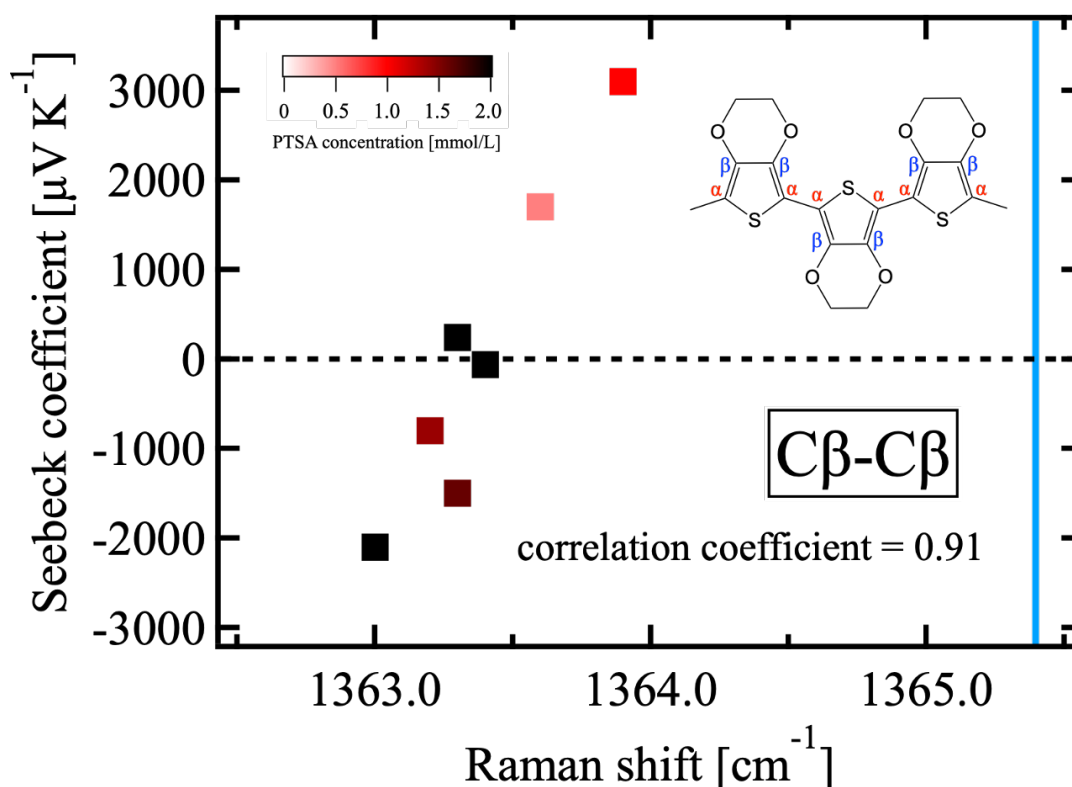 Seebeck coefficient [µV K⁻¹]
3000
2000
1000
0
-1000
-2000
-3000
0 0.5 1.0 1.5 2.0
PTSA concentration [mmol/L]
O O O O
β β β β
α α S α α α
S S
β β
O O
Cβ-Cβ
correlation coefficient = 0.91
1363.0 1364.0 1365.0
Raman shift [cm⁻¹]